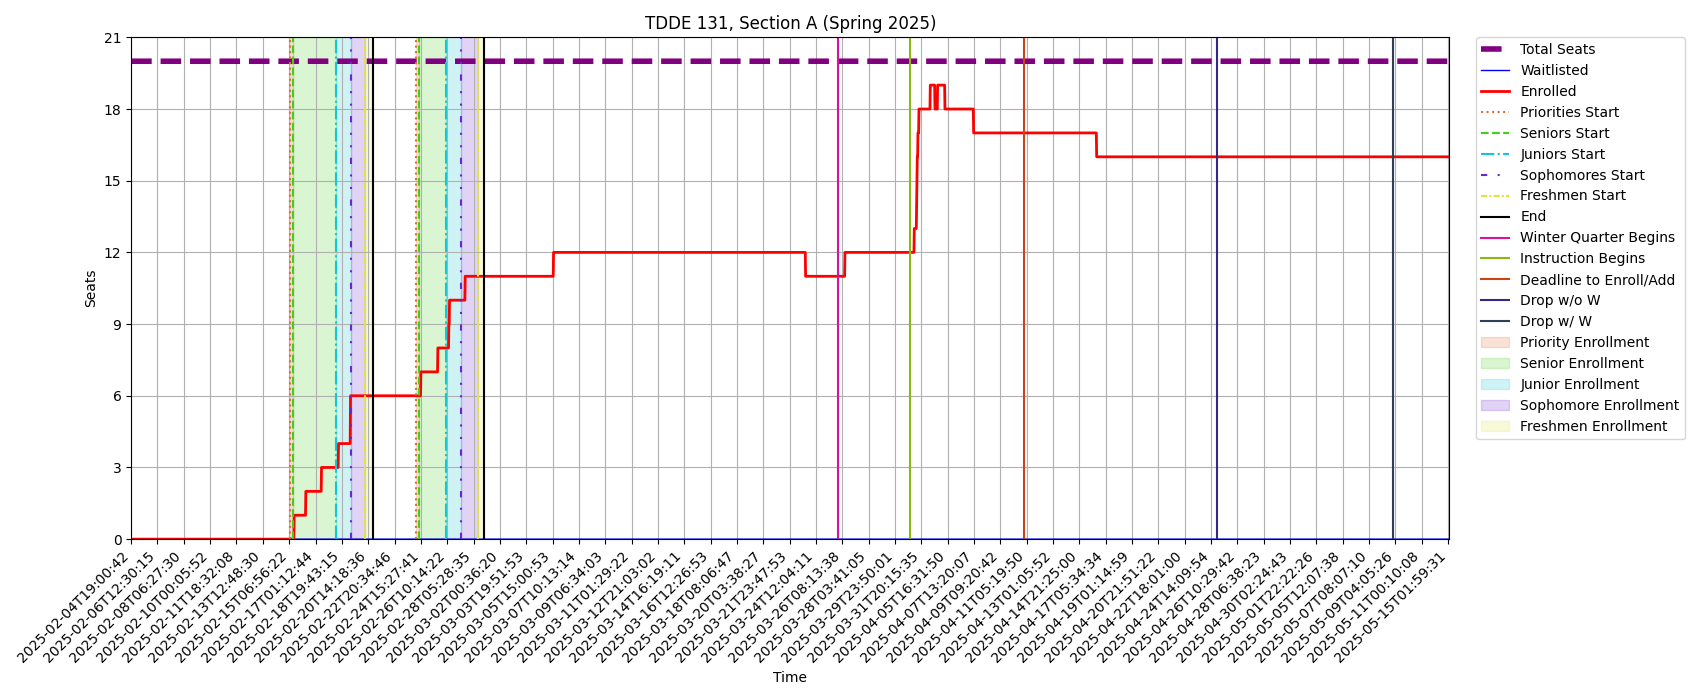 TDDE 131, Section A (Spring 2025)
21
18
15
12
9
6
3
0
Seats
2025-02-04T19:00:42
2025-02-06T12:30:15
2025-02-08T06:27:30
2025-02-10T00:05:52
2025-02-11T18:32:08
2025-02-13T12:48:30
2025-02-15T06:56:22
2025-02-17T01:12:44
2025-02-18T19:43:15
2025-02-20T14:18:36
2025-02-22T20:34:46
2025-02-24T15:27:41
2025-02-26T10:14:22
2025-02-28T05:28:35
2025-03-02T00:36:20
2025-03-03T19:51:53
2025-03-05T15:00:53
2025-03-07T10:13:14
2025-03-09T06:34:03
2025-03-11T01:29:22
2025-03-12T21:03:02
2025-03-14T16:19:11
2025-03-16T12:26:53
2025-03-18T08:06:47
2025-03-20T03:38:27
2025-03-21T23:47:53
2025-03-24T12:04:11
2025-03-26T08:13:38
2025-03-28T03:41:05
2025-03-29T23:50:01
2025-03-31T20:15:35
2025-04-05T16:31:50
2025-04-07T13:20:07
2025-04-09T09:20:42
2025-04-11T05:19:50
2025-04-13T01:05:52
2025-04-14T21:25:00
2025-04-17T05:34:34
2025-04-19T01:14:59
2025-04-20T21:51:22
2025-04-22T18:01:00
2025-04-24T14:09:54
2025-04-26T10:29:42
2025-04-28T06:38:23
2025-04-30T02:24:43
2025-05-01T22:22:26
2025-05-05T12:07:38
2025-05-07T08:07:10
2025-05-09T04:05:26
2025-05-11T00:10:08
2025-05-15T01:59:31
Time
Total Seats
Waitlisted
Enrolled
Priorities Start
Seniors Start
Juniors Start
Sophomores Start
Freshmen Start
End
Winter Quarter Begins
Instruction Begins
Deadline to Enroll/Add
Drop w/o W
Drop w/ W
Priority Enrollment
Senior Enrollment
Junior Enrollment
Sophomore Enrollment
Freshmen Enrollment